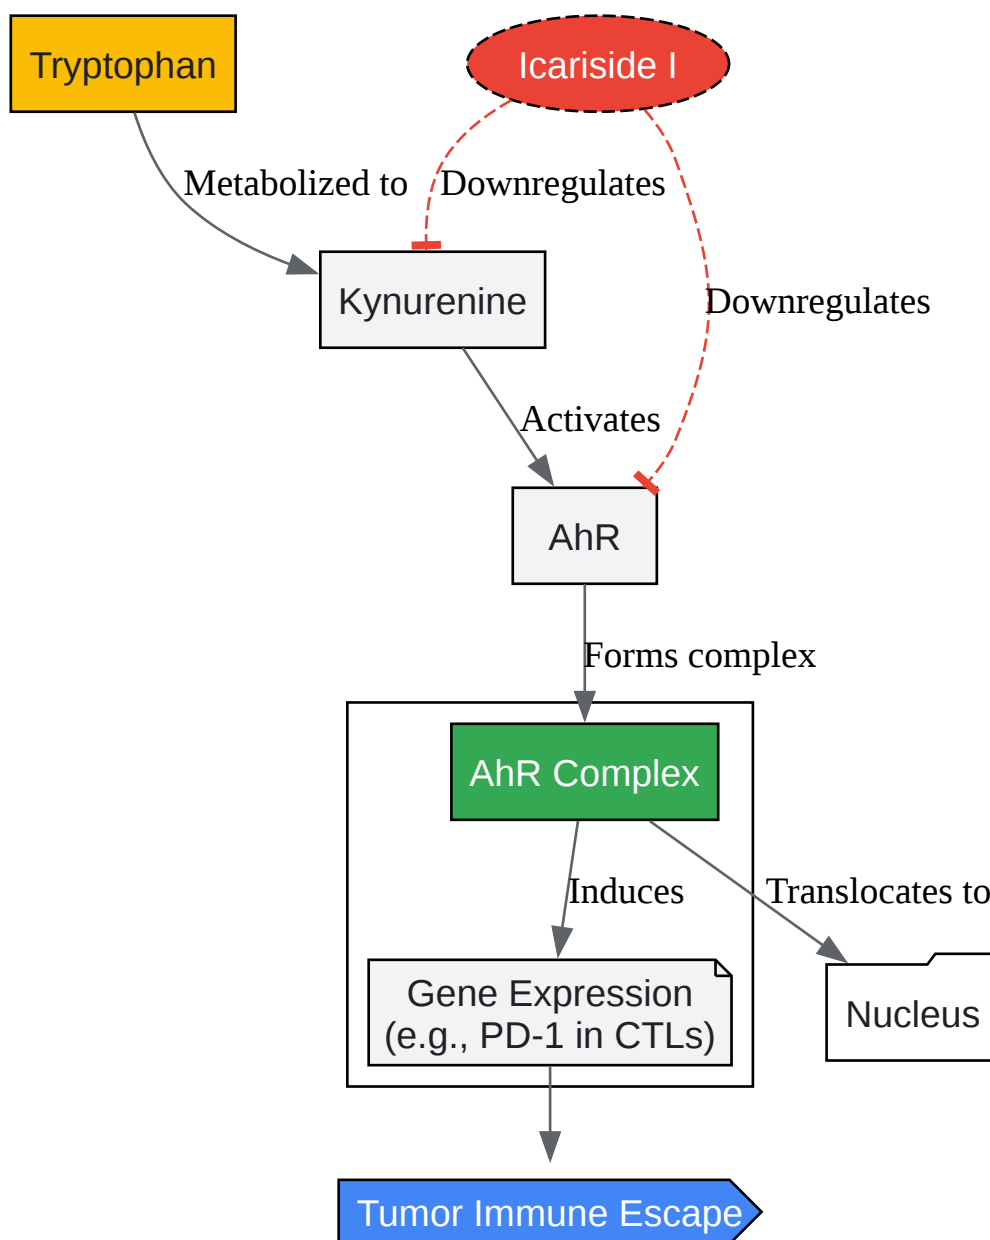 Tryptophan
Icariside I
Metabolized to
Downregulates
Kynurenine
Downregulates
Activates
AhR
Forms complex
AhR Complex
Induces
Translocates to
Gene Expression
(e.g., PD-1 in CTLs)
Nucleus
Tumor Immune Escape